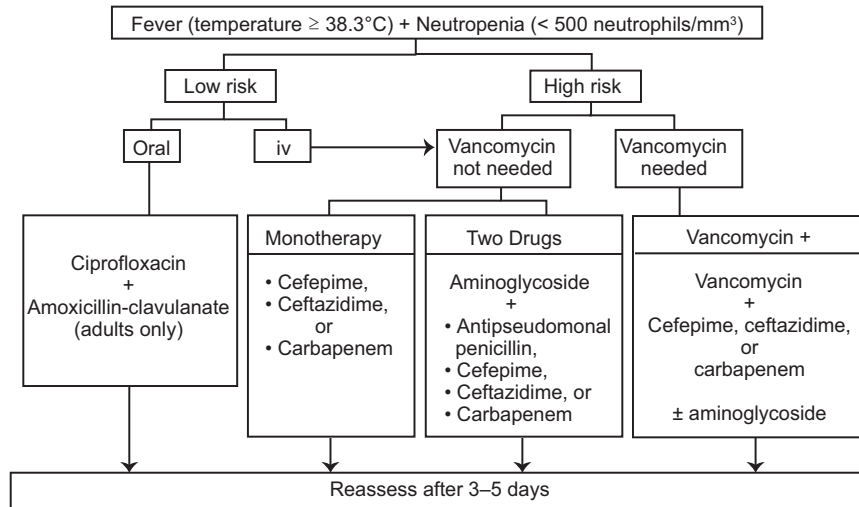 Fever (temperature ≥ 38.3°C) + Neutropenia (< 500 neutrophils/mm³)
Low risk
High risk
Oral
iv
Vancomycin
not needed
Vancomycin
needed
Ciprofloxacin
+
Amoxicillin-clavulanate
(adults only)
Monotherapy
• Cefepime,
• Ceftazidime,
or
• Carbapenem
Two Drugs
Aminoglycoside
+
• Antipseudomonal
penicillin,
• Cefepime,
• Ceftazidime, or
• Carbapenem
Vancomycin +
Vancomycin
+
Cefepime, ceftazidime,
or
carbapenem
± aminoglycoside
Reassess after 3–5 days